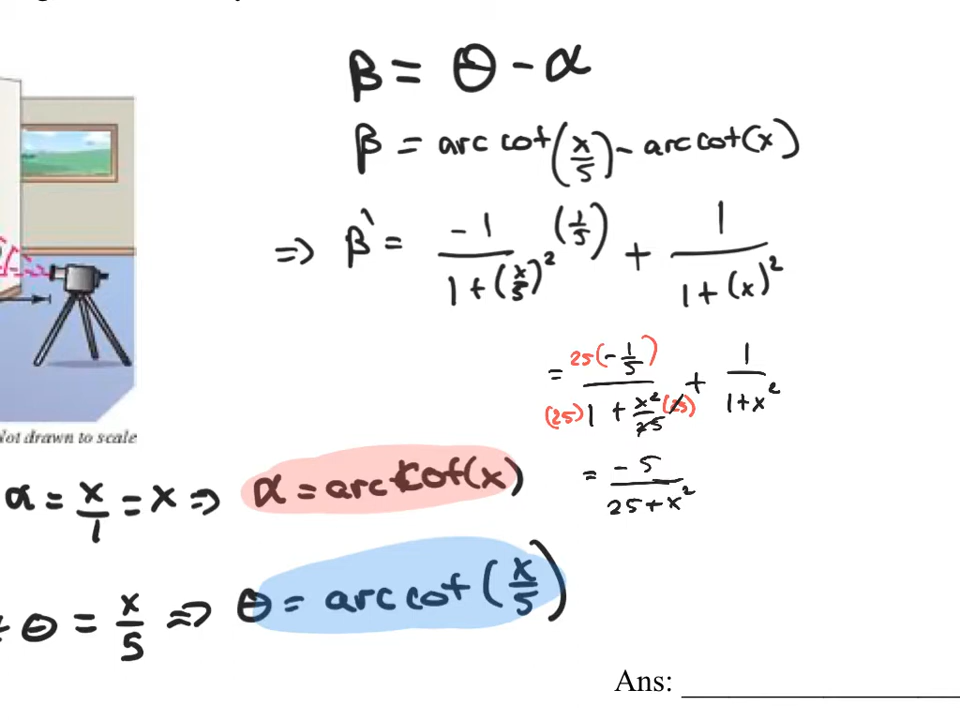 β = θ - α
β = arc cot(x/5) - arc cot(x)
=> β' = -1/(1 + (x/5)²) (1/5) + 1/(1 + (x)²)
= 25(-1/5)/((25) 1 + x²/25 (25)) + 1/(1+x²)
Not drawn to scale
α = x/1 = x => α = arc cot(x)
= -5/(25+x²)
θ = x/5 => θ = arc cot(x/5)
Ans: